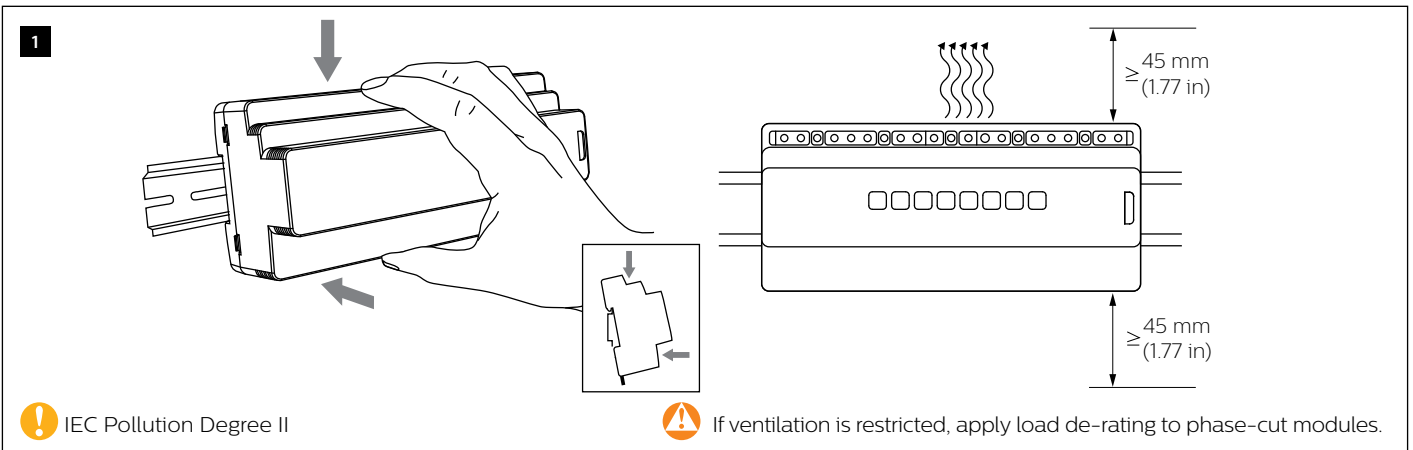 1
≥ 45 mm
(1.77 in)
≥ 45 mm
(1.77 in)
IEC Pollution Degree II
If ventilation is restricted, apply load de-rating to phase-cut modules.